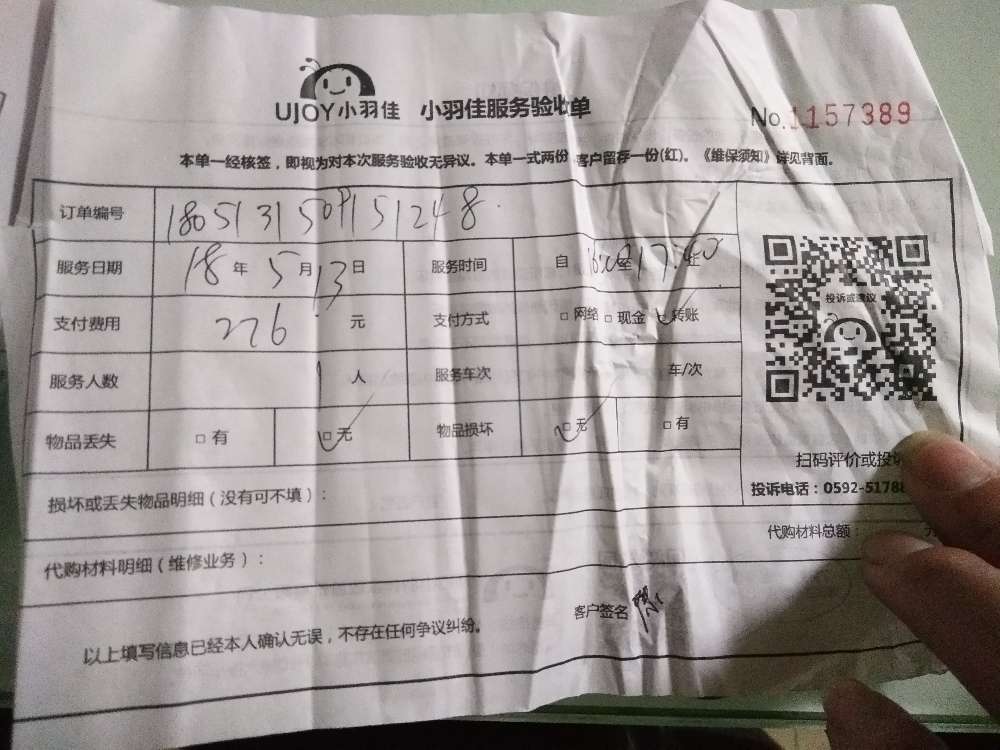 UJOY小羽佳 小羽佳服务验收单
No.1157389
本单一经核签，即视为对本次服务验收无异议。本单一式两份 客户留存一份(红)。《维保须知》详见背面。
订单编号
服务日期 18 年 5 月 13 日 服务时间 自 至17:40止
支付费用 226 元 支付方式 □ 网络 □ 现金 □ 转账
投诉或建议
服务人数 1 人 服务车次 车/次
物品丢失 □ 有 □ 无 物品损坏 □ 无 □ 有
扫码评价或投诉
投诉电话：0592-5178
损坏或丢失物品明细（没有可不填）：
代购材料总额：
代购材料明细（维修业务）：
客户签名
以上填写信息已经本人确认无误，不存在任何争议纠纷。